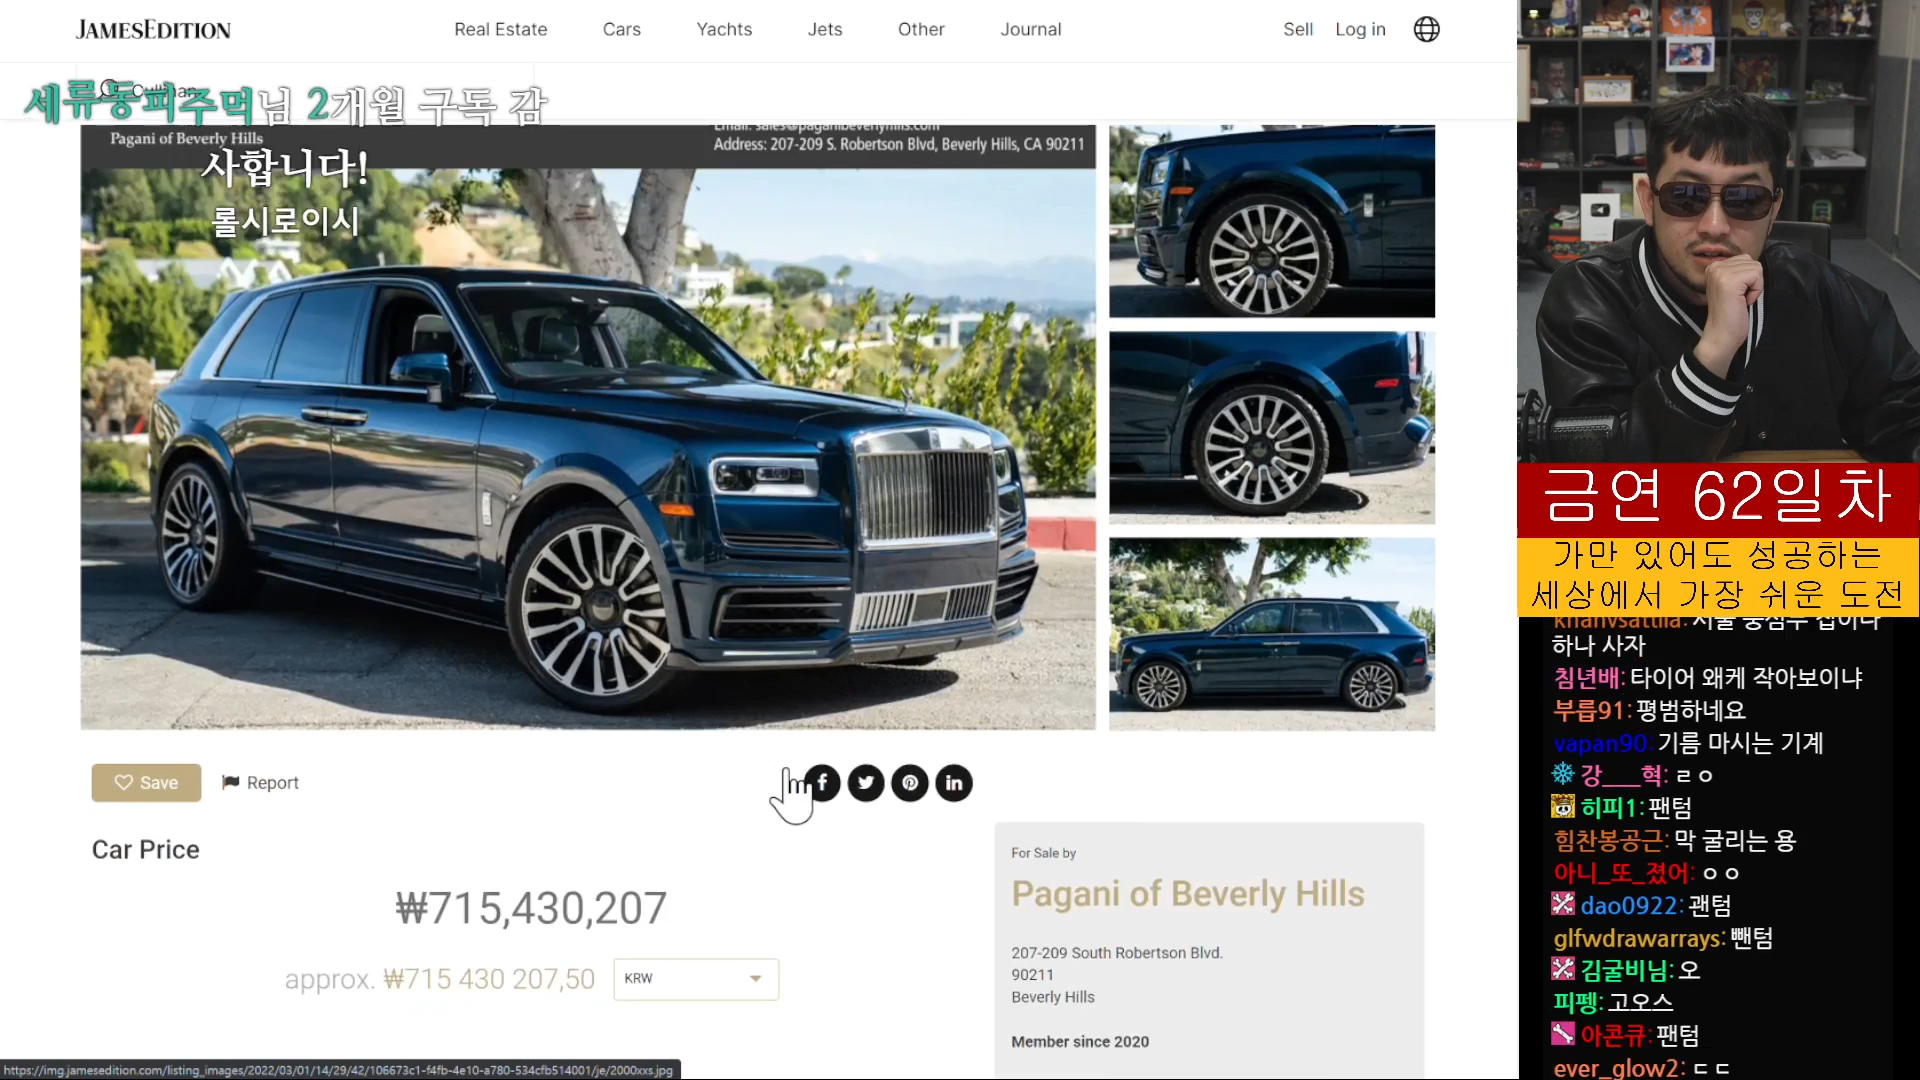 JAMESEDITION
Real Estate
Cars
Yachts
Jets
Other
Journal
Sell
Log in
Cullinan
세류동피주먹님 2개월 구독 감
사합니다!
롤시로이시
Pagani of Beverly Hills
Email: sales@paganibeverlyhills.com
Address: 207-209 S. Robertson Blvd, Beverly Hills, CA 90211
Save
Report
Car Price
₩715,430,207
approx. ₩715 430 207,50
KRW
For Sale by
Pagani of Beverly Hills
207-209 South Robertson Blvd.
90211
Beverly Hills
Member since 2020
https://img.jamesedition.com/listing_images/2022/03/01/14/29/42/106673c1-f4fb-4e10-a780-534cfb514001/je/2000xxs.jpg
금연 62일차
가만 있어도 성공하는
세상에서 가장 쉬운 도전
하나 사자
침년배: 타이어 왜케 작아보이냐
부릅91: 평범하네요
vapan90: 기름 마시는 기계
강___혁: ㄹㅇ
히피1: 팬텀
힘찬봉공근: 막 굴리는 용
아니_또_졌어: ㅇㅇ
dao0922: 괜텀
glfwdrawarrays: 뺀텀
김굴비님: 오
피펭: 고오스
아콘큐: 팬텀
ever_glow2: ㄷㄷ